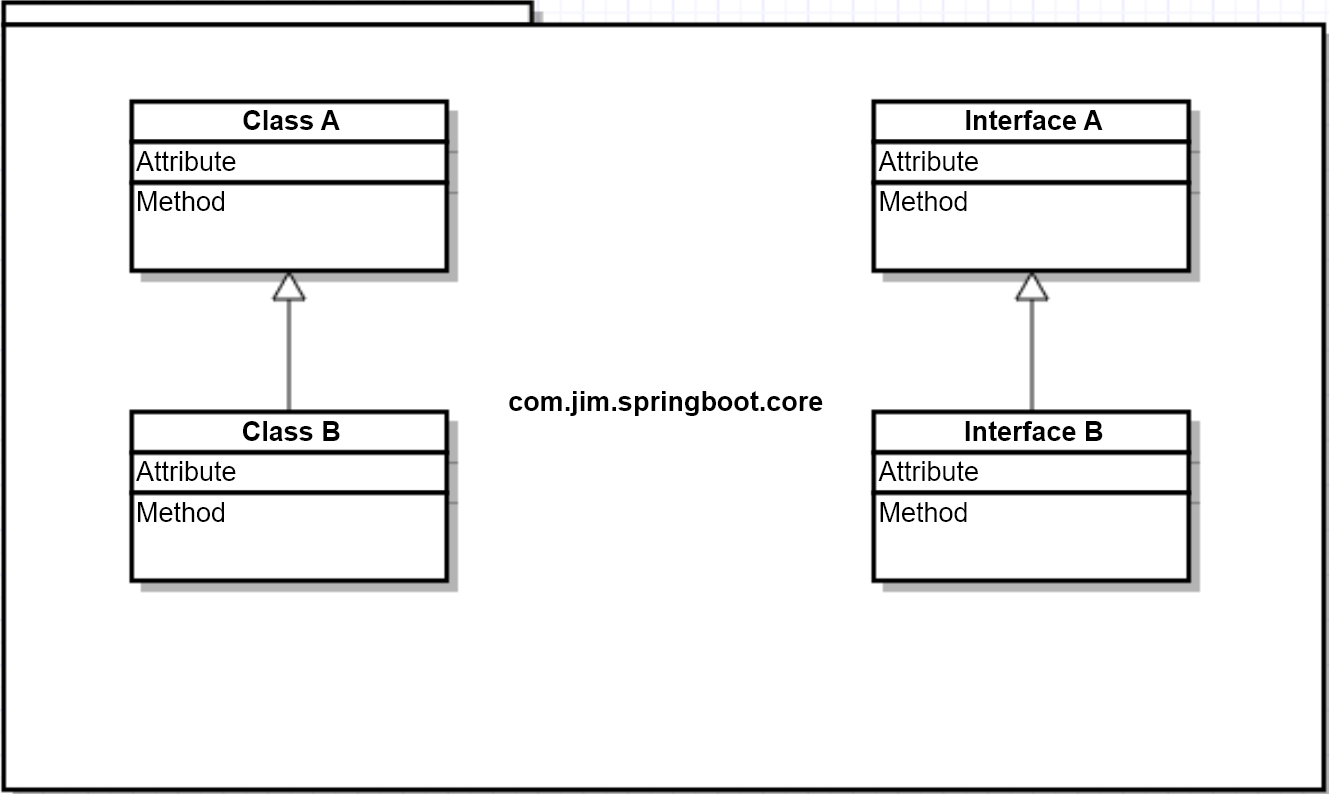 Class A
Attribute
Method
Interface A
Attribute
Method
com.jim.springboot.core
Class B
Attribute
Method
Interface B
Attribute
Method